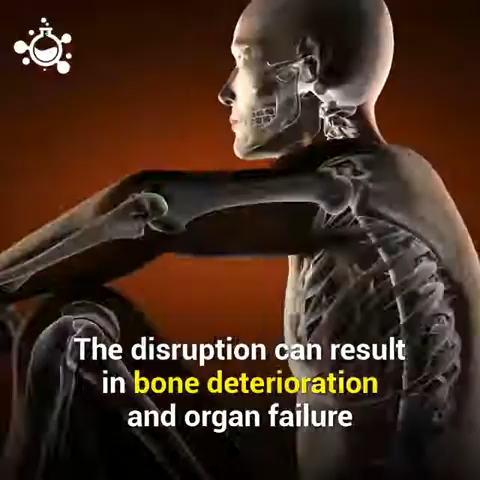 The disruption can result
in bone deterioration
and organ failure